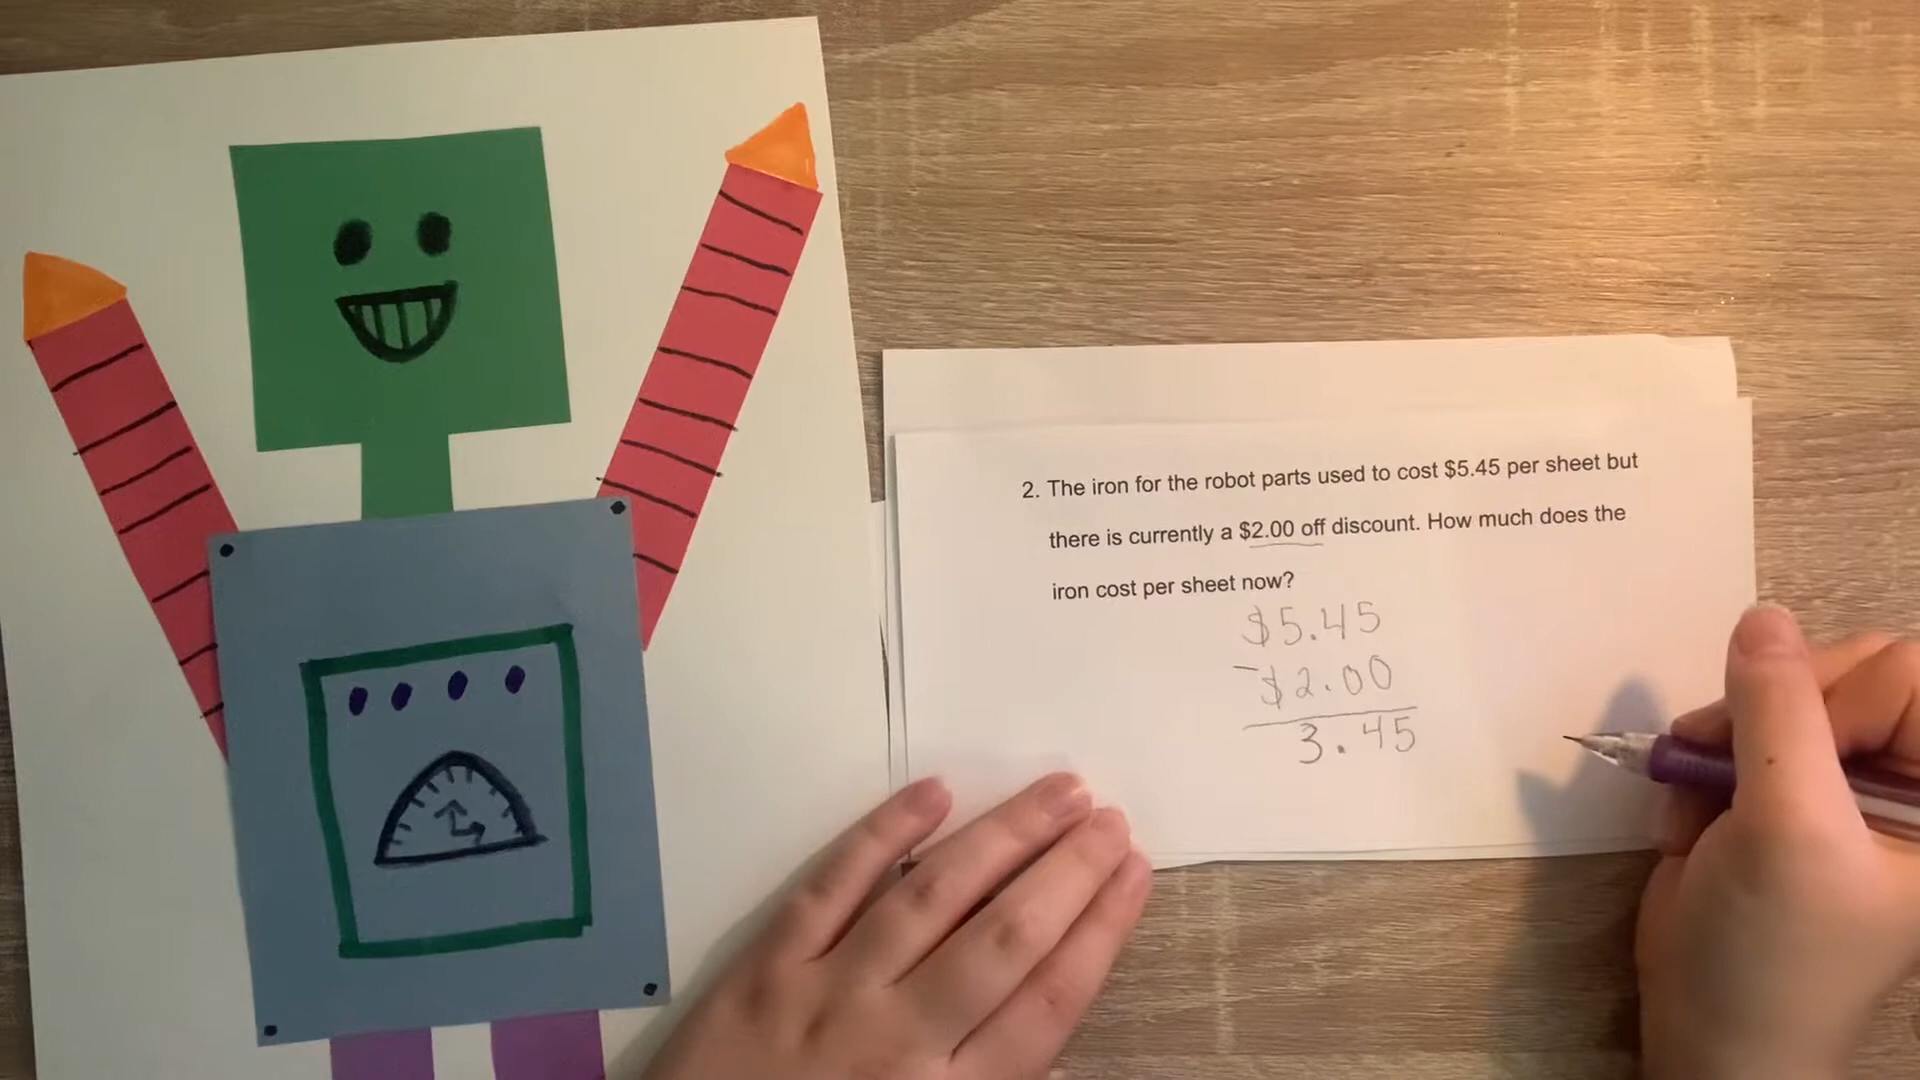 2. The iron for the robot parts used to cost $5.45 per sheet but
there is currently a $2.00 off discount. How much does the
iron cost per sheet now?
$5.45
- $2.00
3.45